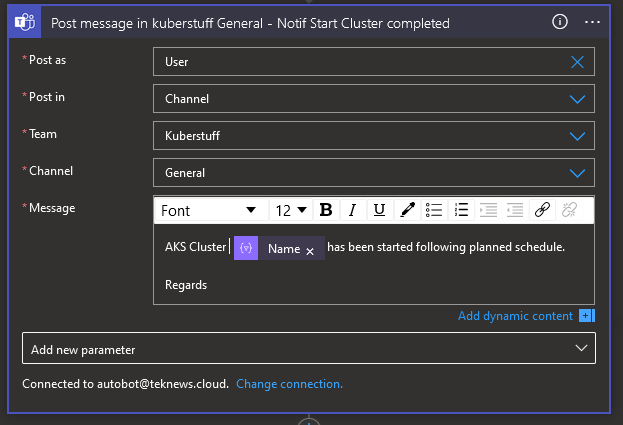 Post message in kuberstuff General - Notif Start Cluster completed
* Post as
User
* Post in
Channel
* Team
Kuberstuff
* Channel
General
* Message
Font 12 B I U
AKS Cluster {v} Name × has been started following planned schedule.
Regards
Add dynamic content
Add new parameter
Connected to autobot@teknews.cloud. Change connection.